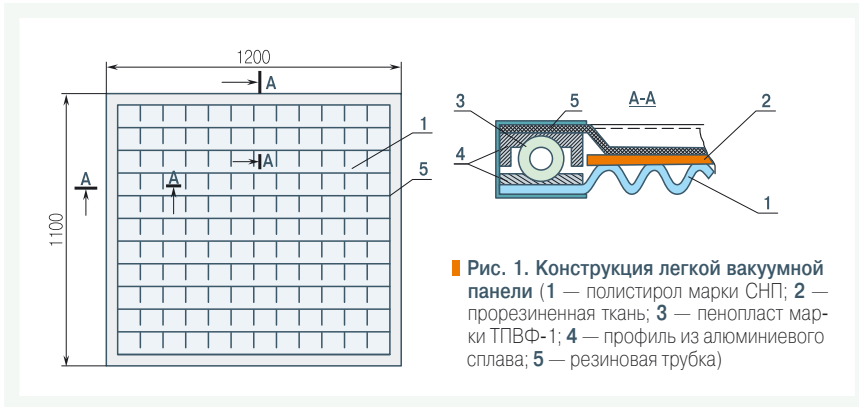 1200
А
А
А
А
1100
1
5
А-А
3
5
2
4
1
Рис. 1. Конструкция легкой вакуумной
панели (1 — полистирол марки СНП; 2 —
прорезиненная ткань; 3 — пенопласт мар-
ки ТПВФ-1; 4 — профиль из алюминиевого
сплава; 5 — резиновая трубка)